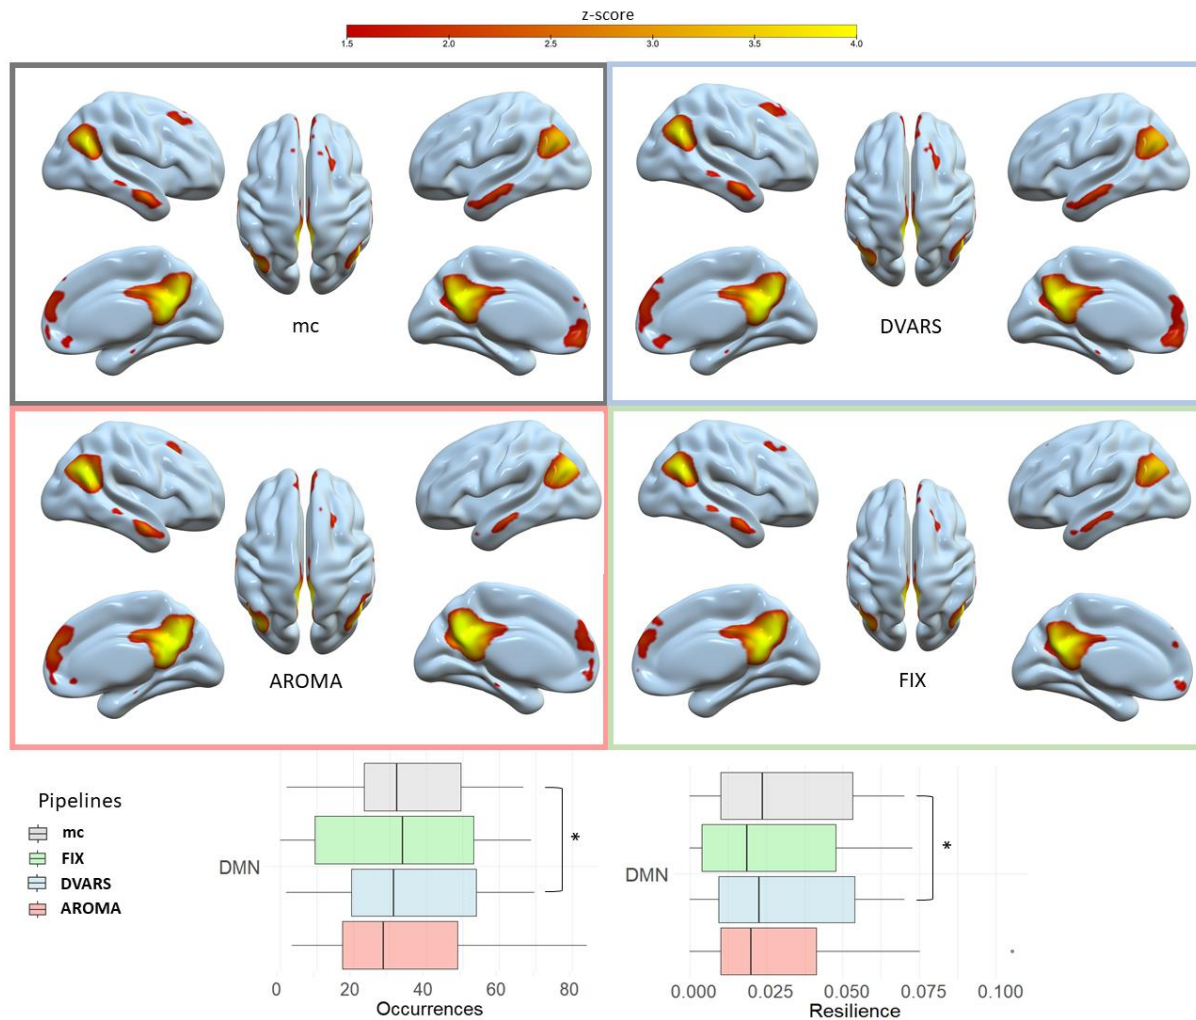 z-score
1.5 2.0 2.5 3.0 3.5 4.0
mc
DVARS
AROMA
FIX
Pipelines
mc
FIX
DVARS
AROMA
DMN
*
0 20 40 60 80
Occurrences
DMN
*
0.000 0.025 0.050 0.075 0.100
Resilience